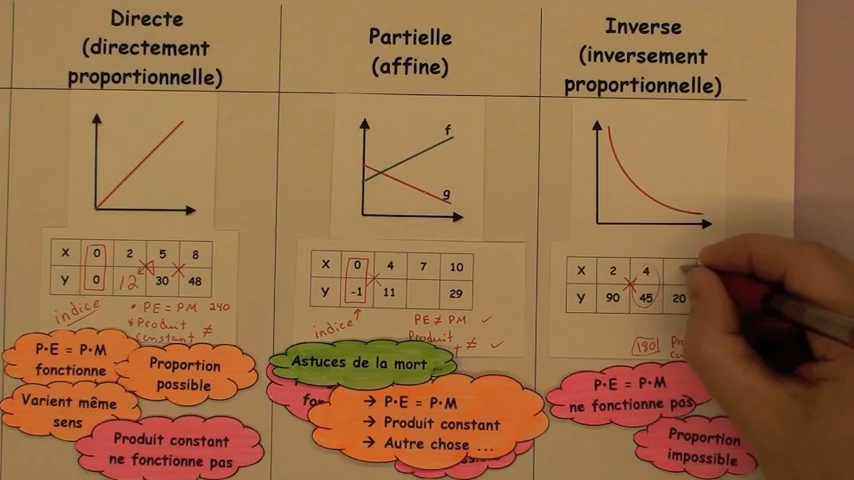 Directe
(directement
proportionnelle)
X 0 2 5 8
Y 0 12 30 48
indice
• PE = PM 240
* Produit ≠
constant
P•E = P•M
fonctionne
Proportion
possible
Varient même
sens
Produit constant
ne fonctionne pas
Partielle
(affine)
f
g
X 0 4 7 10
Y -1 11 29
indice
PE ≠ PM ✓
Produit
≠ ✓
Astuces de la mort ...
→ P•E = P•M
→ Produit constant
→ Autre chose ...
Inverse
(inversement
proportionnelle)
X 2 4
Y 90 45 20
180
P•E = P•M
ne fonctionne pas
Proportion
impossible